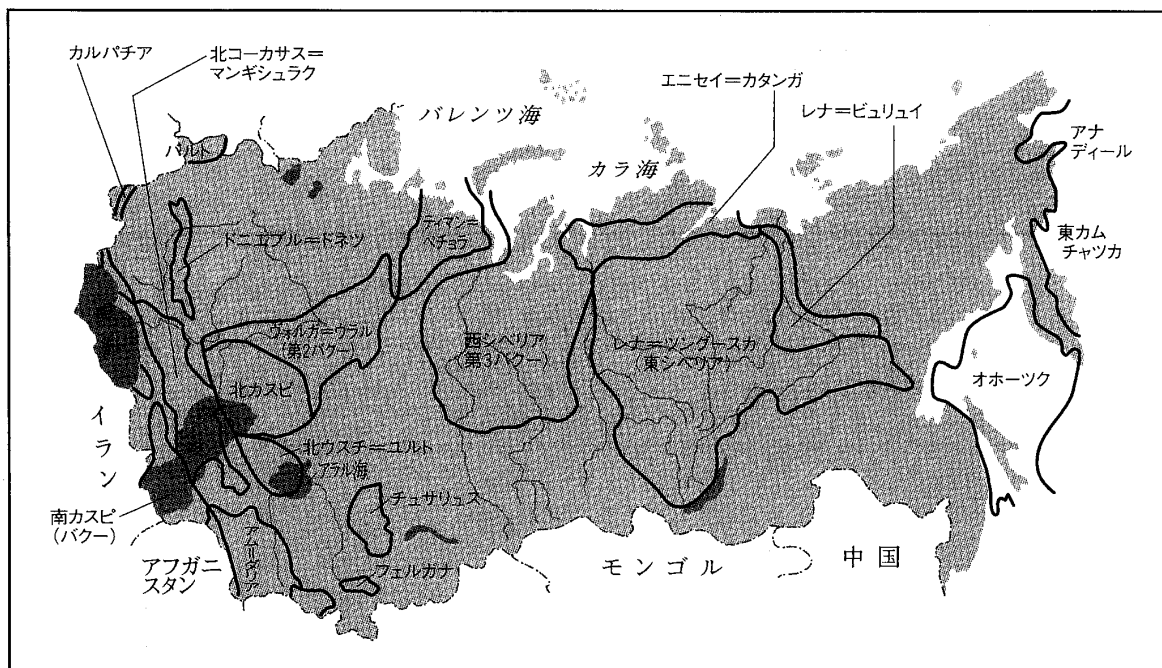 カルパチア
北コーカサス＝
マンギシュラク
エニセイ＝カタンガ
レナ＝ビュリュイ
バレンツ海
カラ海
アナ
ディール
バルト
ティマン＝
ペチョラ
ドニエプル＝ドネツ
東カム
チャツカ
ヴォルガ＝ウラル
(第2バクー)
西シベリア
(第3バクー)
レナ＝ツングースカ
(東シベリア)
北カスピ
オホーツク
イラン
北ウスチ＝ユルト
アラル海
チュサリュス
南カスピ
(バクー)
アム＝ダリア
アフガニ
スタン
フェルガナ
モンゴル
中国